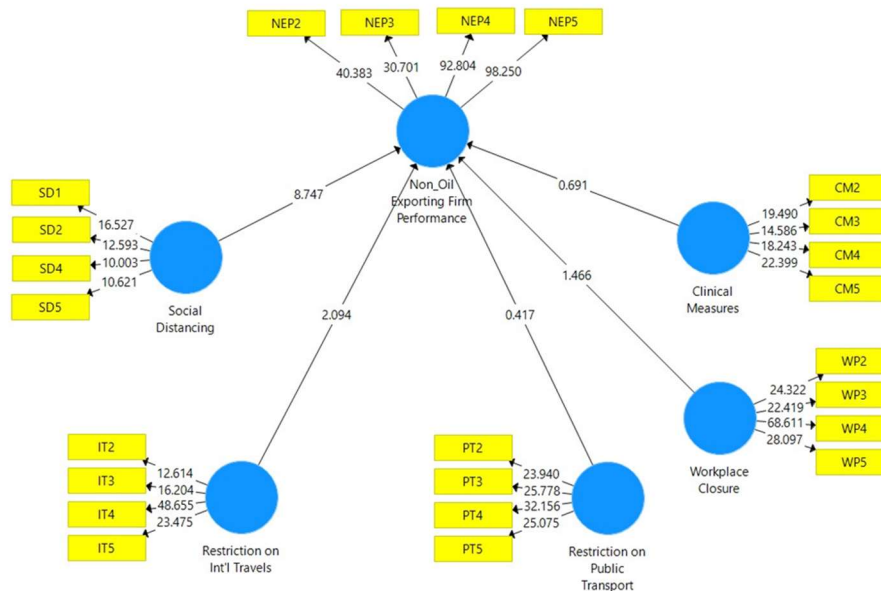 NEP2
NEP3
NEP4
NEP5
40.383
30.701
92.804
98.250
Non_Oil
Exporting Firm
Performance
SD1
SD2
SD4
SD5
16.527
12.593
10.003
10.621
Social
Distancing
8.747
0.691
CM2
CM3
CM4
CM5
19.490
14.586
18.243
22.399
Clinical
Measures
2.094
0.417
1.466
WP2
WP3
WP4
WP5
24.322
22.419
68.611
28.097
Workplace
Closure
IT2
IT3
IT4
IT5
12.614
16.204
48.655
23.475
Restriction on
Int'l Travels
PT2
PT3
PT4
PT5
23.940
25.778
32.156
25.075
Restriction on
Public
Transport